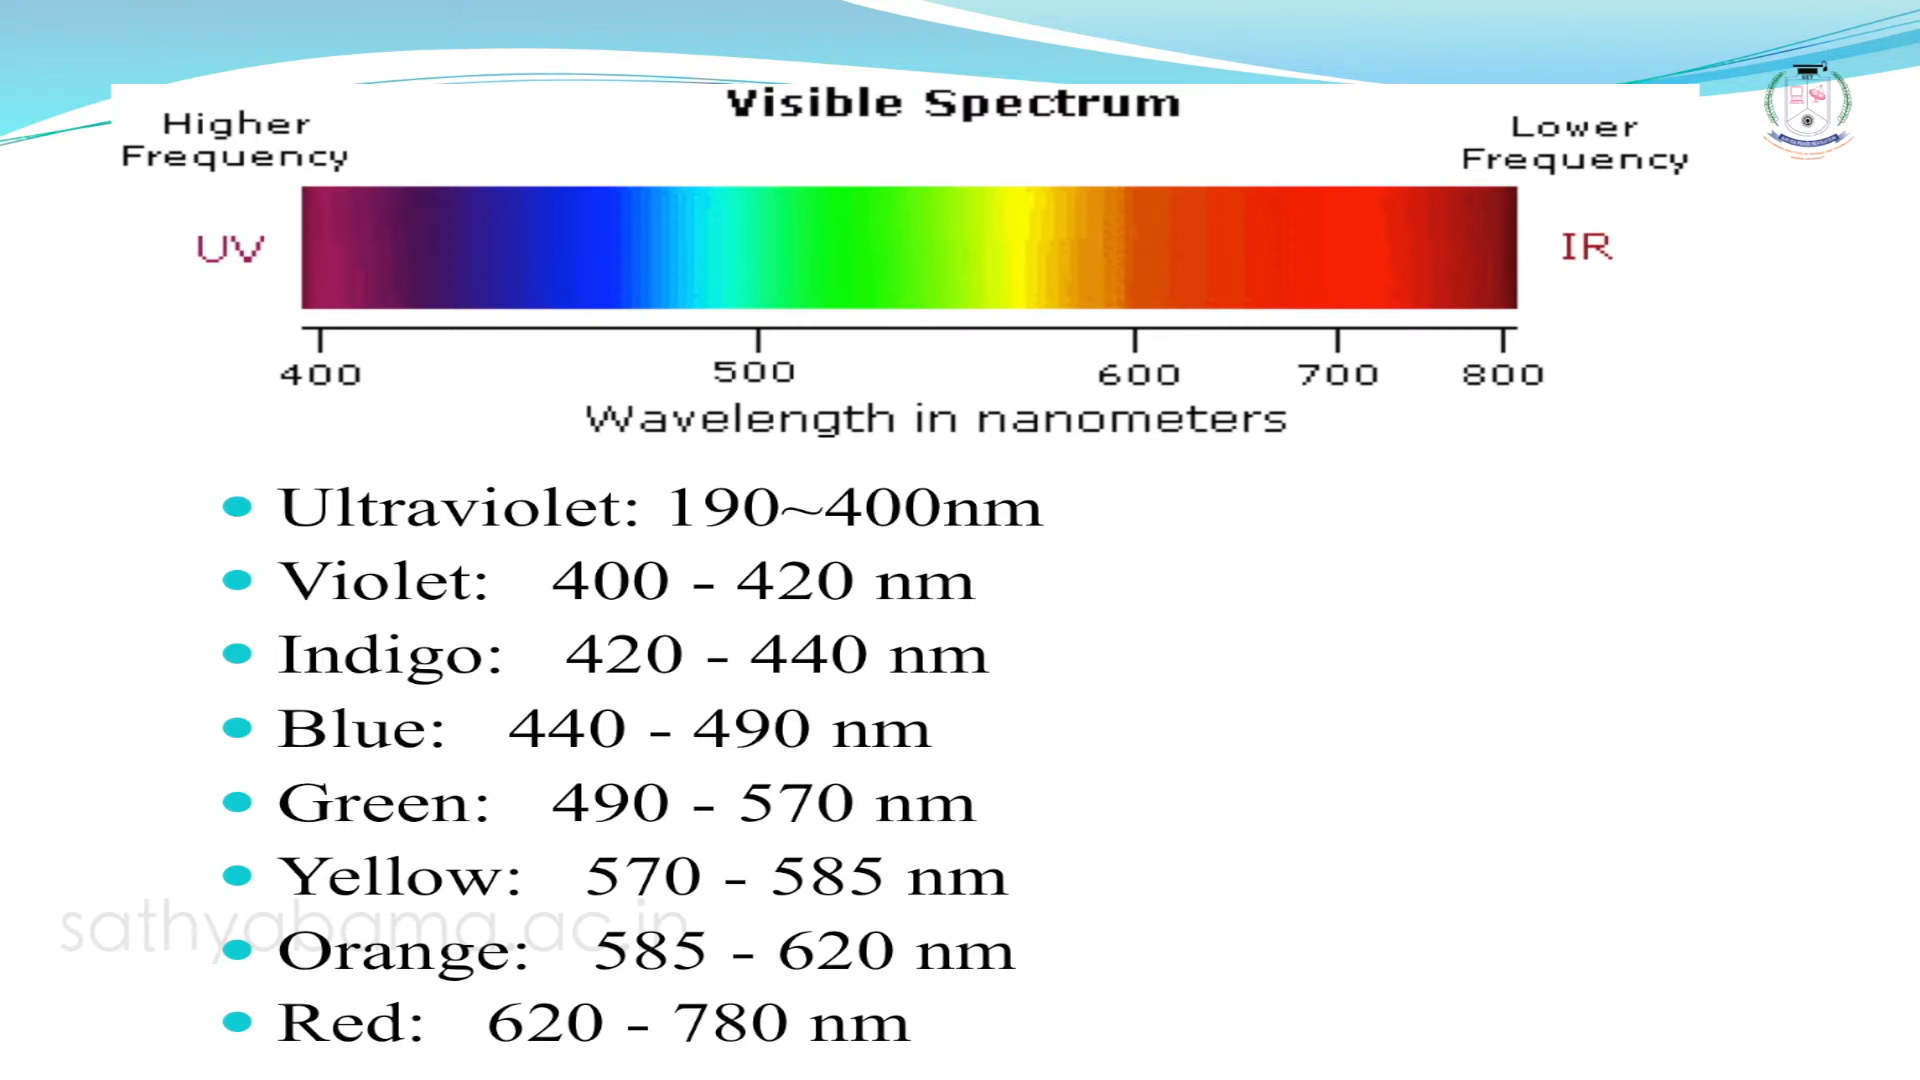 Visible Spectrum
Higher
Frequency
Lower
Frequency
UV
IR
400 500 600 700 800
Wavelength in nanometers
Ultraviolet: 190~400nm
Violet: 400 - 420 nm
Indigo: 420 - 440 nm
Blue: 440 - 490 nm
Green: 490 - 570 nm
Yellow: 570 - 585 nm
sathyabama.ac.in
Orange: 585 - 620 nm
Red: 620 - 780 nm